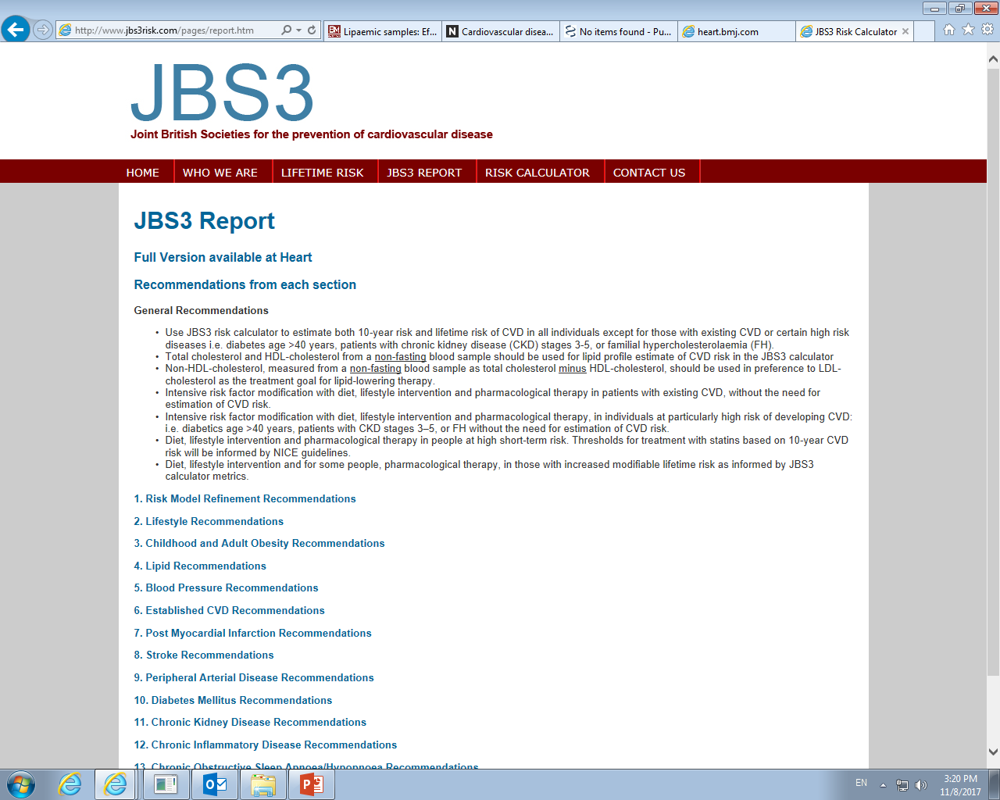 http://www.jbs3risk.com/pages/report.htm
BM Lipaemic samples: Ef...
N Cardiovascular disea...
No items found - Pu...
heart.bmj.com
JBS3 Risk Calculator
JBS3
Joint British Societies for the prevention of cardiovascular disease
HOME
WHO WE ARE
LIFETIME RISK
JBS3 REPORT
RISK CALCULATOR
CONTACT US
JBS3 Report
Full Version available at Heart
Recommendations from each section
General Recommendations
• Use JBS3 risk calculator to estimate both 10-year risk and lifetime risk of CVD in all individuals except for those with existing CVD or certain high risk
diseases i.e. diabetes age >40 years, patients with chronic kidney disease (CKD) stages 3-5, or familial hypercholesterolaemia (FH).
• Total cholesterol and HDL-cholesterol from a non-fasting blood sample should be used for lipid profile estimate of CVD risk in the JBS3 calculator
• Non-HDL-cholesterol, measured from a non-fasting blood sample as total cholesterol minus HDL-cholesterol, should be used in preference to LDL-
cholesterol as the treatment goal for lipid-lowering therapy.
• Intensive risk factor modification with diet, lifestyle intervention and pharmacological therapy in patients with existing CVD, without the need for
estimation of CVD risk.
• Intensive risk factor modification with diet, lifestyle intervention and pharmacological therapy, in individuals at particularly high risk of developing CVD:
i.e. diabetics age >40 years, patients with CKD stages 3–5, or FH without the need for estimation of CVD risk.
• Diet, lifestyle intervention and pharmacological therapy in people at high short-term risk. Thresholds for treatment with statins based on 10-year CVD
risk will be informed by NICE guidelines.
• Diet, lifestyle intervention and for some people, pharmacological therapy, in those with increased modifiable lifetime risk as informed by JBS3
calculator metrics.
1. Risk Model Refinement Recommendations
2. Lifestyle Recommendations
3. Childhood and Adult Obesity Recommendations
4. Lipid Recommendations
5. Blood Pressure Recommendations
6. Established CVD Recommendations
7. Post Myocardial Infarction Recommendations
8. Stroke Recommendations
9. Peripheral Arterial Disease Recommendations
10. Diabetes Mellitus Recommendations
11. Chronic Kidney Disease Recommendations
12. Chronic Inflammatory Disease Recommendations
13. Chronic Obstructive Sleep Apnoea/Hypopnoea Recommendations
EN
3:20 PM
11/8/2017